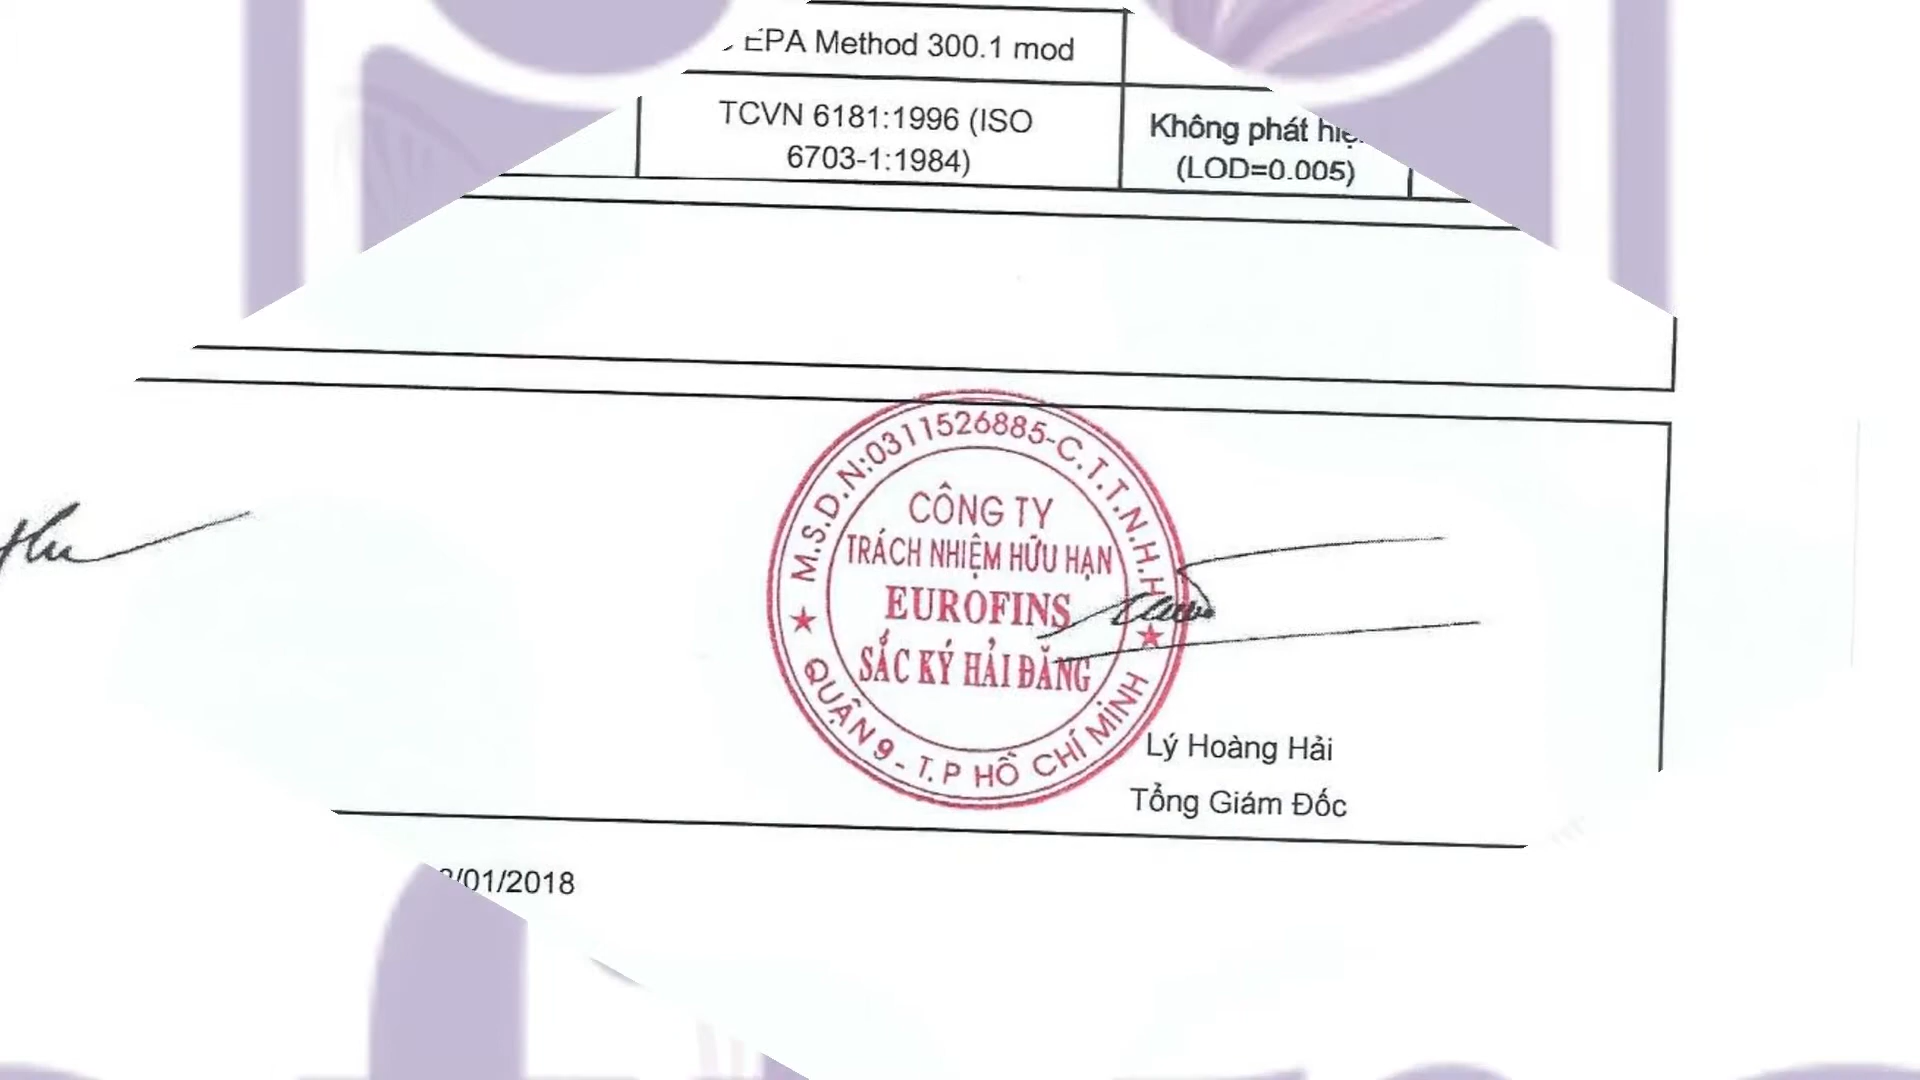 EPA Method 300.1 mod
TCVN 6181:1996 (ISO
6703-1:1984)
Không phát
(LOD=0.005)
M.S.D.N:0311526885-C.T.T.N.H.H
CÔNG TY
TRÁCH NHIỆM HỮU HẠN
EUROFINS
SẮC KÝ HẢI ĐĂNG
QUẬN 9 - T.P HỒ CHÍ MINH
Lý Hoàng Hải
Tổng Giám Đốc
/01/2018